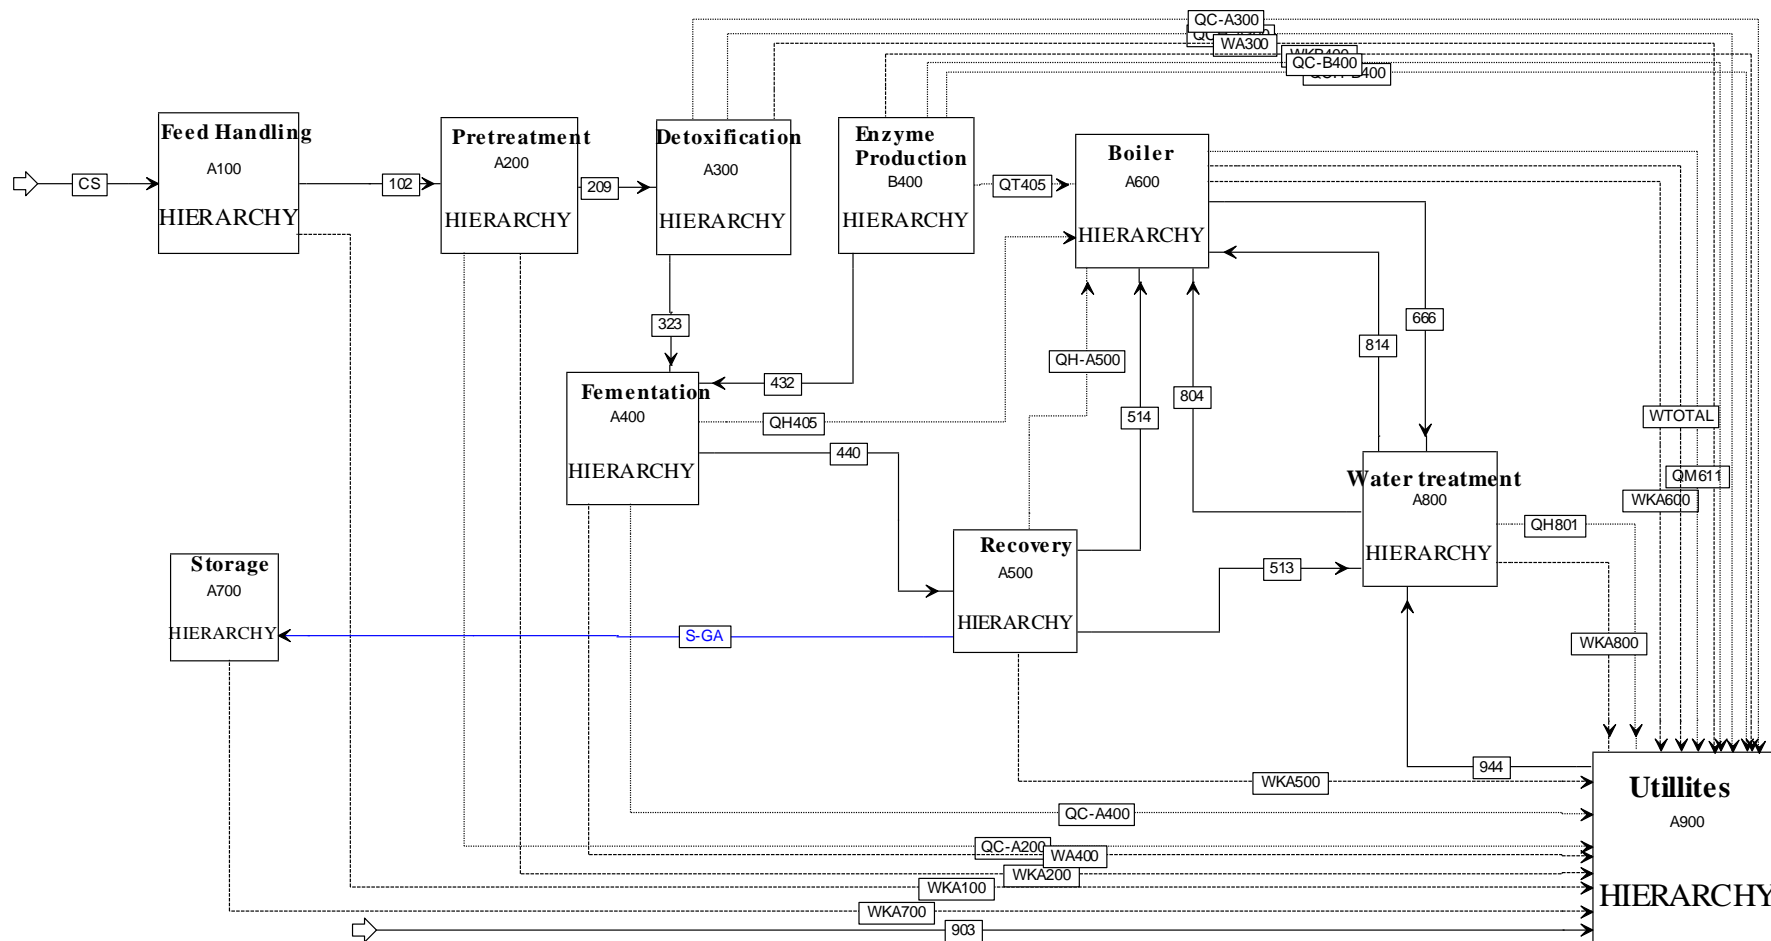 QC-A300
WA300
QC-B400
Feed Handling
A100
HIERARCHY
Pretreatment
A200
HIERARCHY
Detoxification
A300
HIERARCHY
Enzyme
Production
B400
HIERARCHY
Boiler
A600
HIERARCHY
CS
102
209
QT405
323
432
QH-A500
514
804
814
666
Fementation
A400
HIERARCHY
QH405
440
WTOTAL
QM611
WKA600
Water treatment
A800
HIERARCHY
QH801
WKA800
Recovery
A500
HIERARCHY
513
Storage
A700
HIERARCHY
S-GA
944
WKA500
QC-A400
QC-A200
WA400
WKA200
WKA100
WKA700
903
Utillites
A900
HIERARCHY